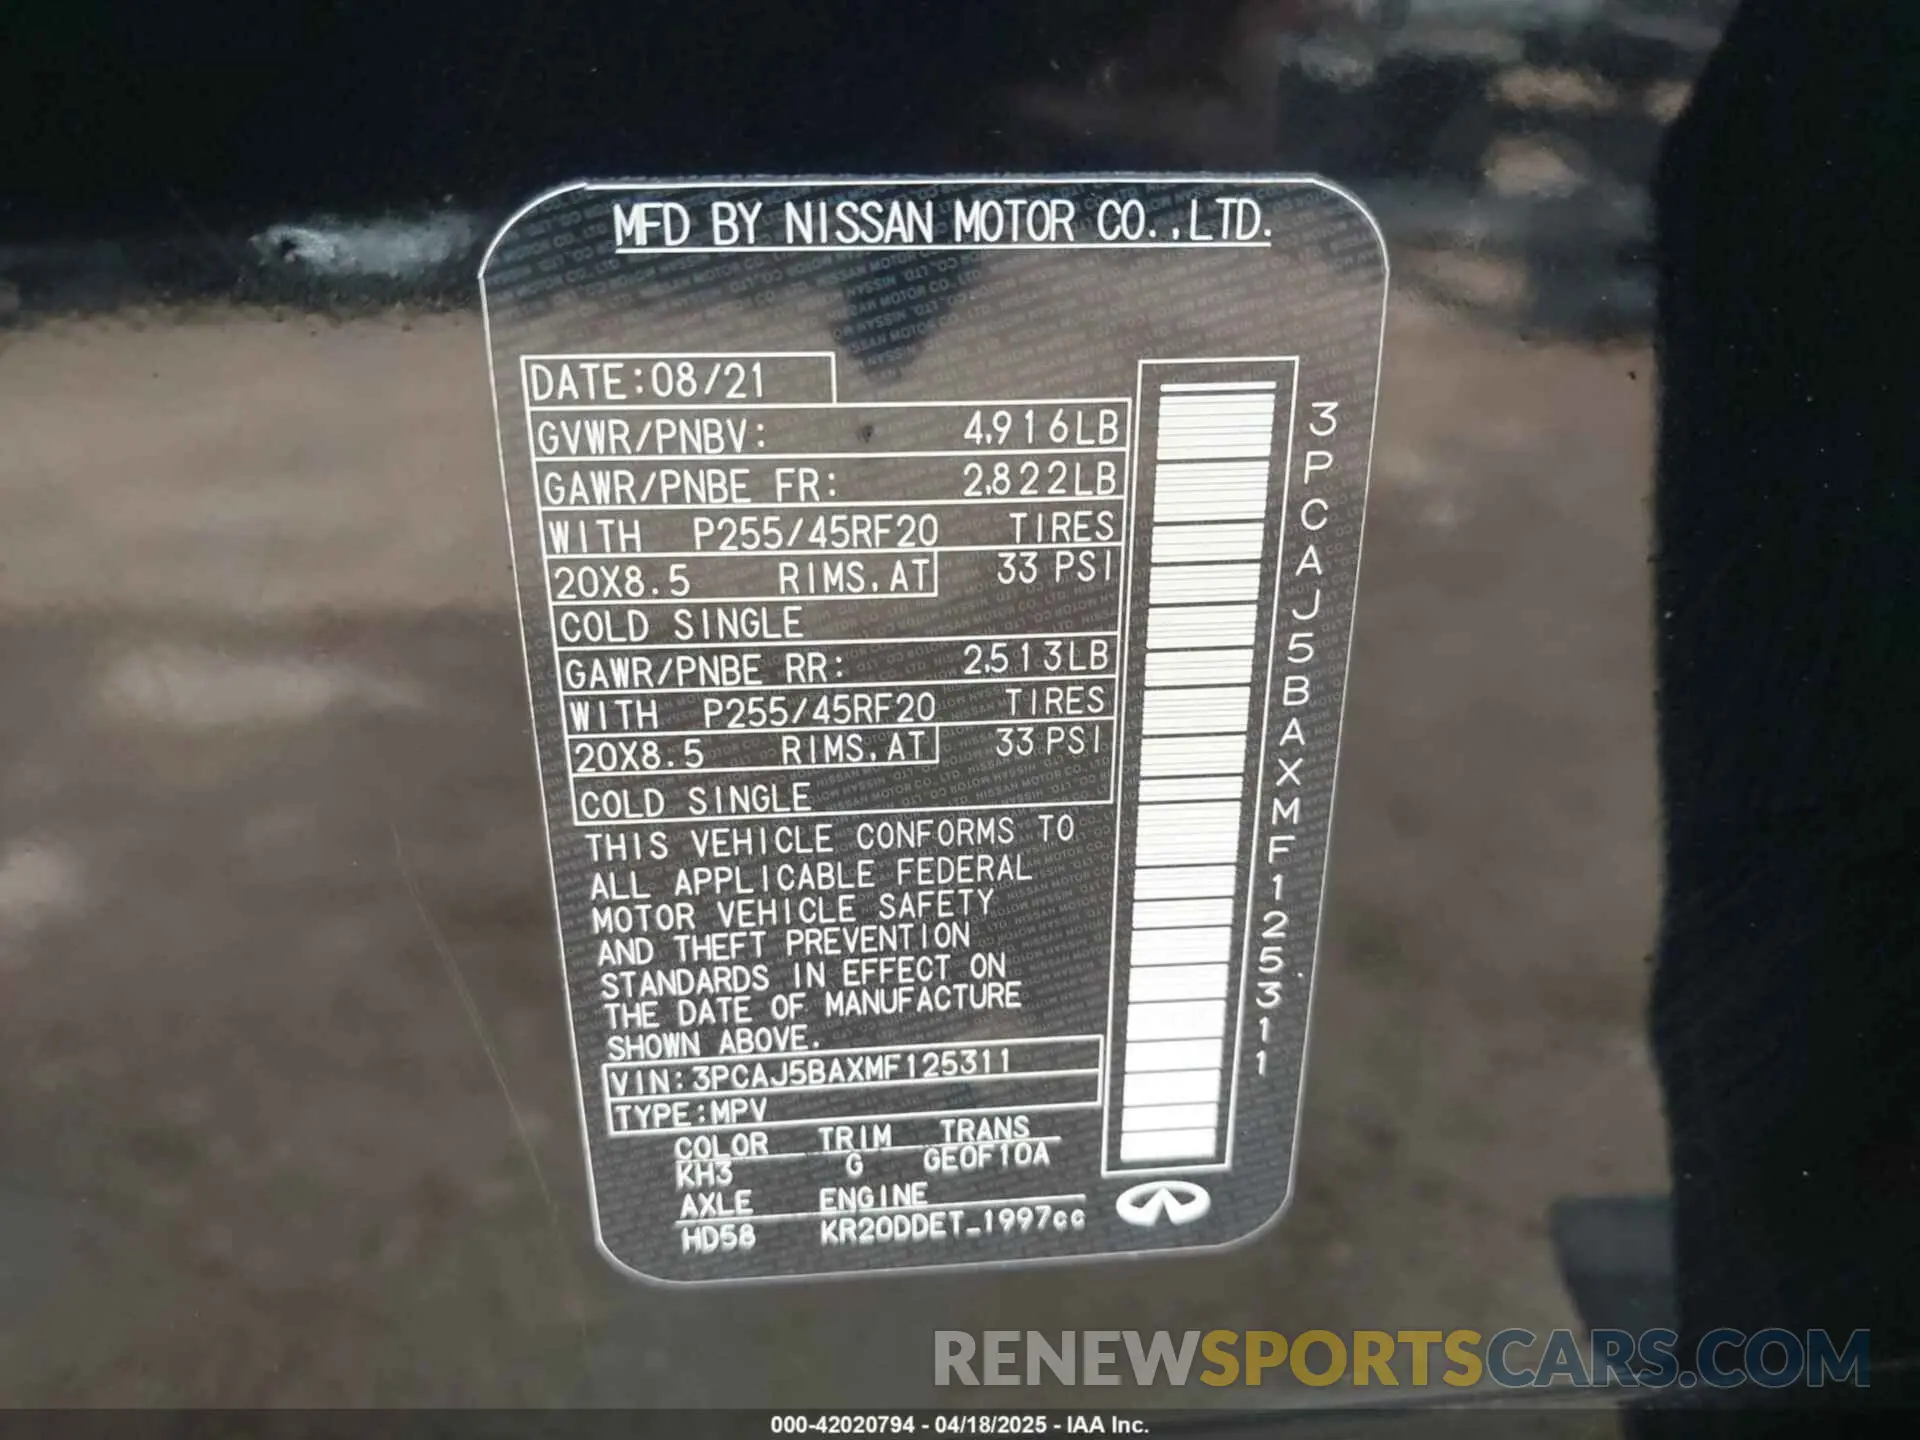 MFD BY NISSAN MOTOR CO.,LTD.
DATE:08/21
GVWR/PNBV: 4,916LB
GAWR/PNBE FR: 2,822LB
WITH P255/45RF20 TIRES
20X8.5 RIMS,AT 33 PSI
COLD SINGLE
GAWR/PNBE RR: 2,513LB
WITH P255/45RF20 TIRES
20X8.5 RIMS,AT 33 PSI
COLD SINGLE
THIS VEHICLE CONFORMS TO
ALL APPLICABLE FEDERAL
MOTOR VEHICLE SAFETY
AND THEFT PREVENTION
STANDARDS IN EFFECT ON
THE DATE OF MANUFACTURE
SHOWN ABOVE.
VIN:3PCAJ5BAXMF125311
TYPE:MPV
COLOR TRIM TRANS
KH3 G GE0F10A
AXLE ENGINE
HD58 KR20DDET_1997cc
3PCAJ5BAXMF125311
RENEWSPORTSCARS.COM
000-42020794 - 04/18/2025 - IAA Inc.